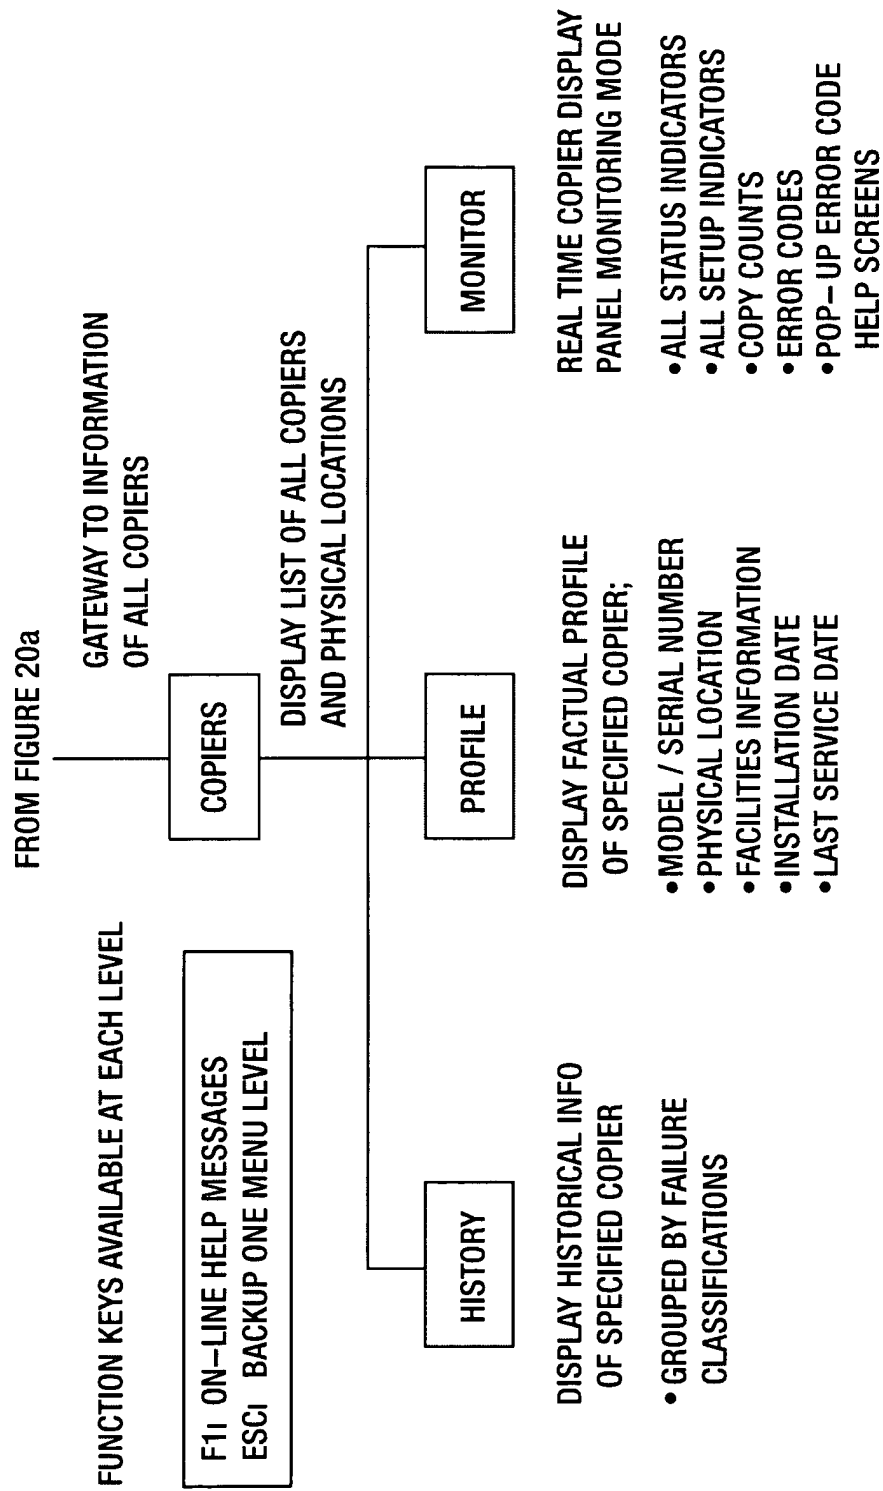 FROM FIGURE 20a
FUNCTION KEYS AVAILABLE AT EACH LEVEL
F1ı ON–LINE HELP MESSAGES
ESCı BACKUP ONE MENU LEVEL
GATEWAY TO INFORMATION
OF ALL COPIERS
COPIERS
DISPLAY LIST OF ALL COPIERS
AND PHYSICAL LOCATIONS
HISTORY
DISPLAY HISTORICAL INFO
OF SPECIFIED COPIER
• GROUPED BY FAILURE
CLASSIFICATIONS
PROFILE
DISPLAY FACTUAL PROFILE
OF SPECIFIED COPIER;
•MODEL / SERIAL NUMBER
•PHYSICAL LOCATION
•FACILITIES INFORMATION
•INSTALLATION DATE
•LAST SERVICE DATE
MONITOR
REAL TIME COPIER DISPLAY
PANEL MONITORING MODE
•ALL STATUS INDICATORS
•ALL SETUP INDICATORS
•COPY COUNTS
•ERROR CODES
•POP–UP ERROR CODE
HELP SCREENS